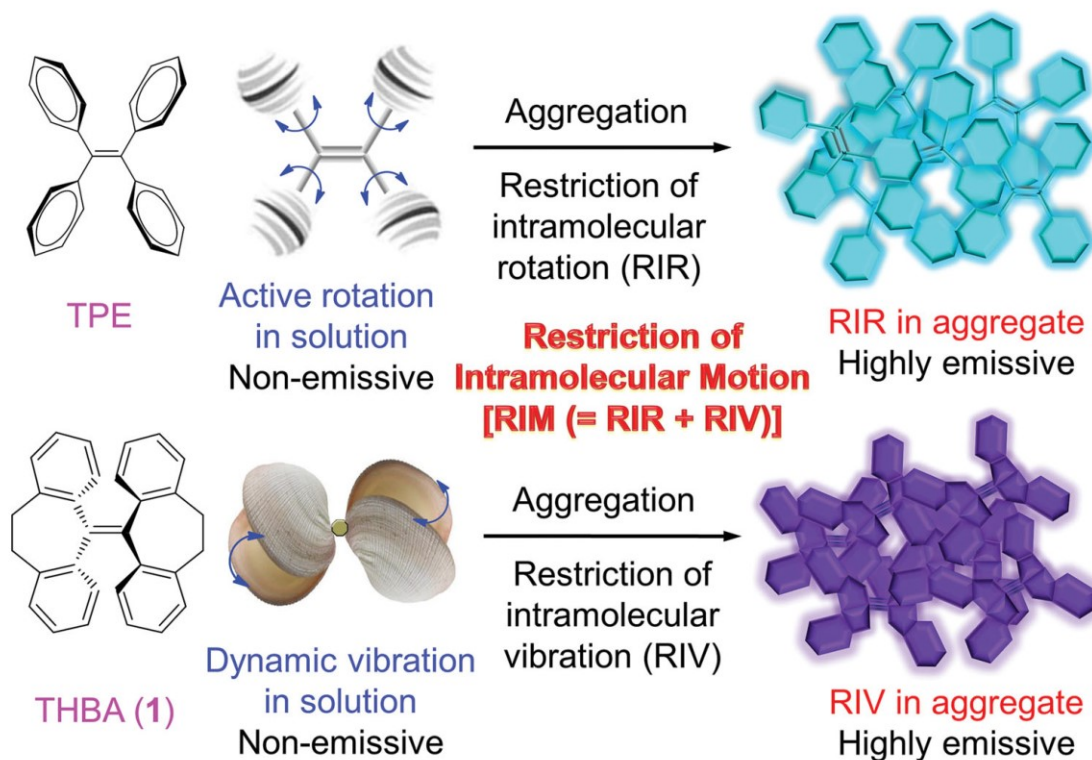 TPE
Active rotation
in solution
Non-emissive
Aggregation
Restriction of
intramolecular
rotation (RIR)
RIR in aggregate
Highly emissive
Restriction of
Intramolecular Motion
[RIM (= RIR + RIV)]
THBA (1)
Dynamic vibration
in solution
Non-emissive
Aggregation
Restriction of
intramolecular
vibration (RIV)
RIV in aggregate
Highly emissive